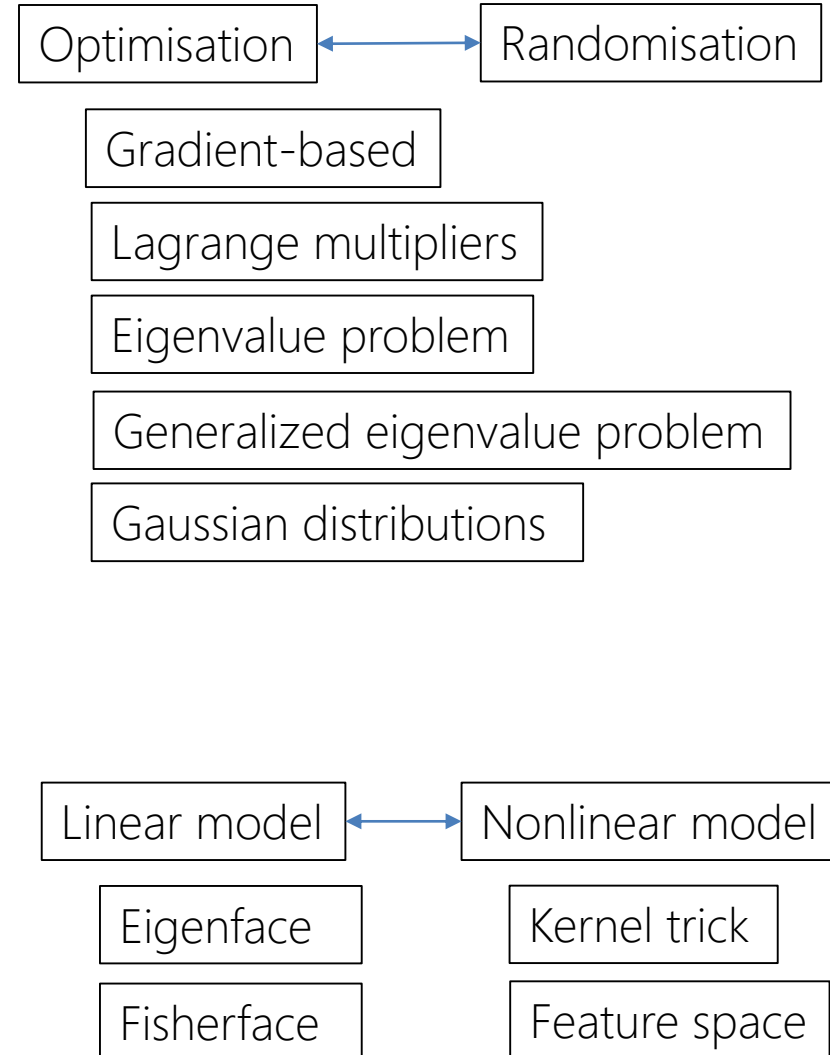 Optimisation
Randomisation
Gradient-based
Lagrange multipliers
Eigenvalue problem
Generalized eigenvalue problem
Gaussian distributions
Linear model
Nonlinear model
Eigenface
Kernel trick
Fisherface
Feature space